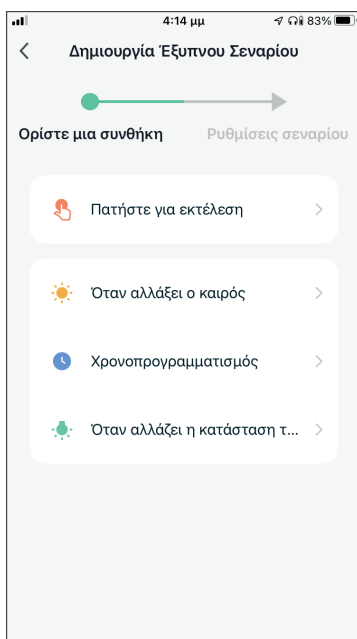 4:14 μμ
83%
Δημιουργία Έξυπνου Σεναρίου
Ορίστε μια συνθήκη
Ρυθμίσεις σεναρίου
Πατήστε για εκτέλεση
Όταν αλλάξει ο καιρός
Χρονοπρογραμματισμός
Όταν αλλάζει η κατάσταση τ...